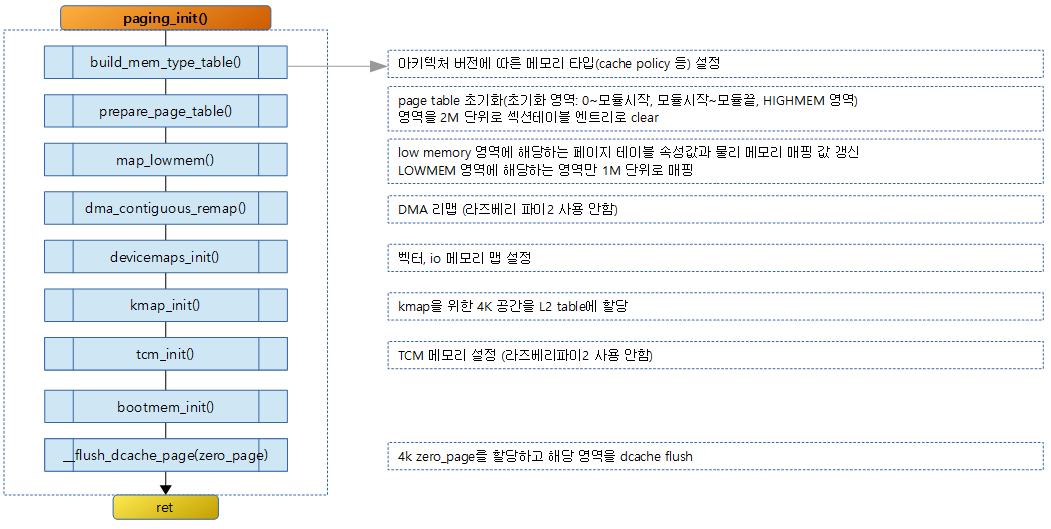 paging_init()
build_mem_type_table()
아키텍처 버전에 따른 메모리 타입(cache policy 등) 설정
prepare_page_table()
page table 초기화(초기화 영역: 0~모듈시작, 모듈시작~모듈끝, HIGHMEM 영역)
영역을 2M 단위로 섹션테이블 엔트리로 clear
map_lowmem()
low memory 영역에 해당하는 페이지 테이블 속성값과 물리 메모리 매핑 값 갱신
LOWMEM 영역에 해당하는 영역만 1M 단위로 매핑
dma_contiguous_remap()
DMA 리맵 (라즈베리 파이2 사용 안함)
devicemaps_init()
벡터, io 메모리 맵 설정
kmap_init()
kmap을 위한 4K 공간을 L2 table에 할당
tcm_init()
TCM 메모리 설정 (라즈베리파이2 사용 안함)
bootmem_init()
__flush_dcache_page(zero_page)
4k zero_page를 할당하고 해당 영역을 dcache flush
ret